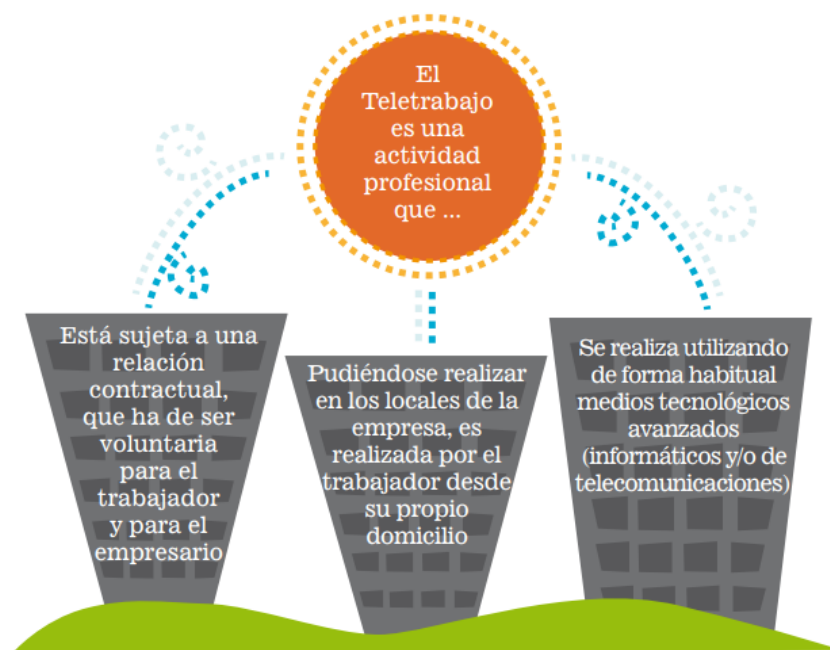 El
Teletrabajo
es una
actividad
profesional
que ...
Está sujeta a una
relación
contractual,
que ha de ser
voluntaria
para el
trabajador
y para el
empresario
Pudiéndose realizar
en los locales de la
empresa, es
realizada por el
trabajador desde
su propio
domicilio
Se realiza utilizando
de forma habitual
medios tecnológicos
avanzados
(informáticos y/o de
telecomunicaciones)